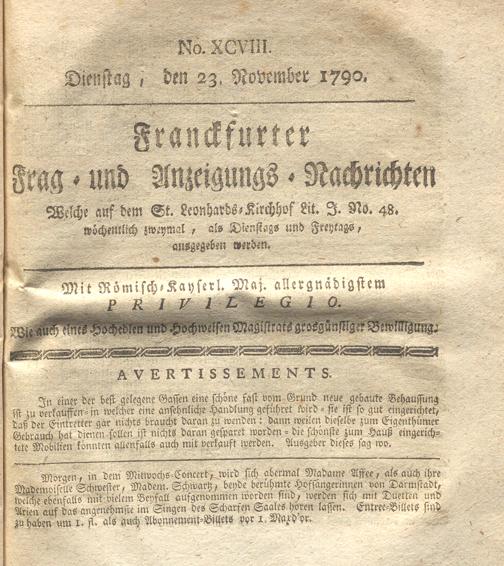 No. XCVIII.
Dienstag, den 23. November 1790.
Franckfurter
Frag- und Anzeigungs-Nachrichten
Welche auf dem St. Leonhards-Kirchhof Lit. J. No. 48.
wöchentlich zweymal, als Dienstags und Freytags,
ausgegeben werden.
Mit Römisch-Kayserl. Maj. allergnädigstem
PRIVILEGIO.
Wie auch eines Hochedlen und Hochweisen Magistrats grosgünstiger Bewilligung.
AVERTISSEMENTS.
In einer der best gelegene Gassen eine schöne fast vom Grund neue gebaute Behausung
ist zu verkauffen - in welcher eine ansehnliche Handlung geführet wird - sie ist so gut eingerichtet,
daß der Eintretter gar nichts braucht daran zu wenden: dann weilen dieselbe zum Eigenthümer
Gebrauch hat dienen sollen ist nichts daran gesparet worden - die schönste zum Hauß eingerich-
tete Mobilien könnten allenfalls auch mit verkauft werden. Ausgeber dieses sag wo.
Morgen, in dem Mitwochs-Concert, wird sich abermal Madame Aßee, als auch ihre
Mademoiselle Schwester, Madem. Schwartz, beyde berühmte Hofsängerinnen von Darmstadt,
welche ebenfalls mit vielem Beyfall aufgenommen worden sind, werden sich mit Duetten und
Arien auf das angenehmste im Singen des Scharfen Saales hören lassen. Entree-Billets sind
zu haben um 1. fl. als auch Abonnement-Billets vor 1. Maxd'or.